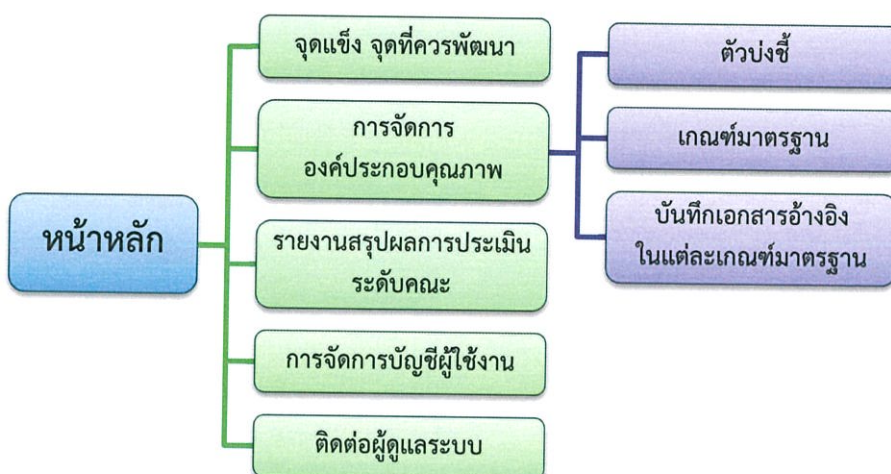 หน้าหลัก
จุดแข็ง จุดที่ควรพัฒนา
การจัดการ
องค์ประกอบคุณภาพ
ตัวบ่งชี้
เกณฑ์มาตรฐาน
บันทึกเอกสารอ้างอิง
ในแต่ละเกณฑ์มาตรฐาน
รายงานสรุปผลการประเมิน
ระดับคณะ
การจัดการบัญชีผู้ใช้งาน
ติดต่อผู้ดูแลระบบ